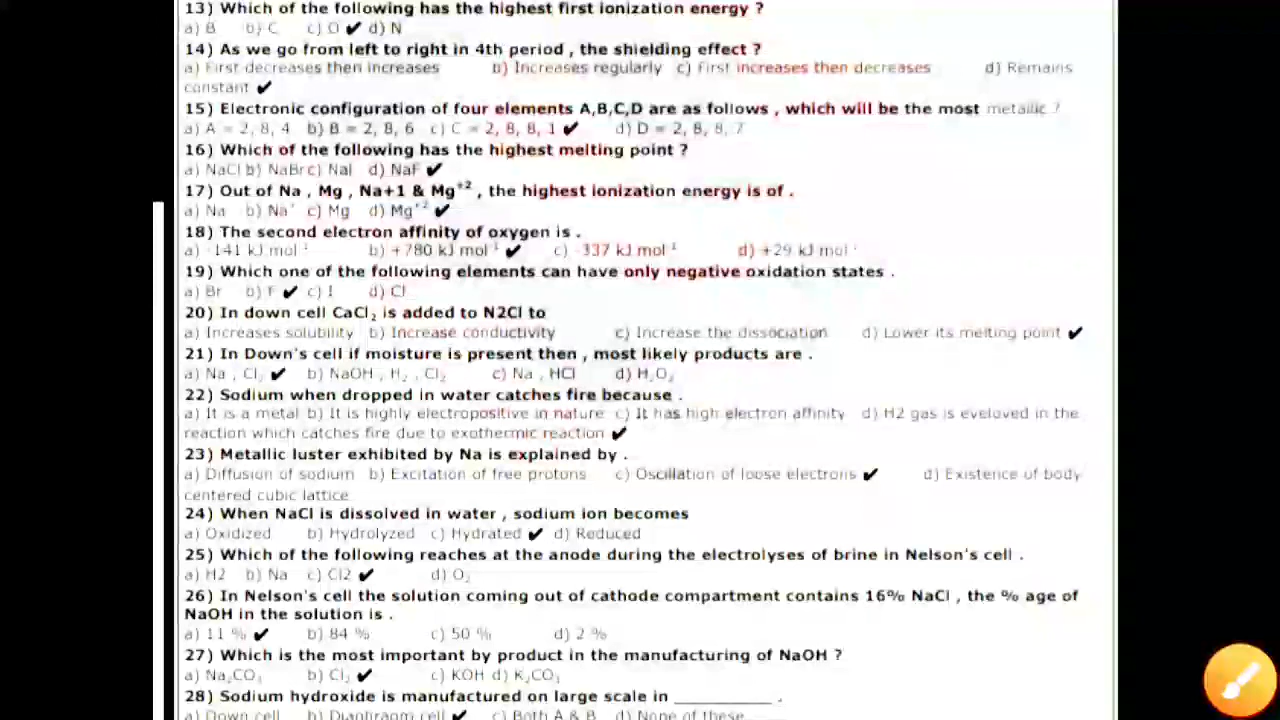 13) Which of the following has the highest first ionization energy ?
a) B b) C c) O ✔ d) N
14) As we go from left to right in 4th period , the shielding effect ?
a) First decreases then increases b) Increases regularly c) First increases then decreases d) Remains
constant ✔
15) Electronic configuration of four elements A,B,C,D are as follows , which will be the most metallic ?
a) A = 2, 8, 4 b) B = 2, 8, 6 c) C = 2, 8, 8, 1 ✔ d) D = 2, 8, 8, 7
16) Which of the following has the highest melting point ?
a) NaCl b) NaBr c) NaI d) NaF ✔
17) Out of Na , Mg , Na+1 & Mg⁺² , the highest ionization energy is of .
a) Na b) Na⁺ c) Mg d) Mg⁺² ✔
18) The second electron affinity of oxygen is .
a) -141 kJ mol⁻¹ b) +780 kJ mol⁻¹ ✔ c) -337 kJ mol⁻¹ d) +29 kJ mol⁻¹
19) Which one of the following elements can have only negative oxidation states .
a) Br b) F ✔ c) I d) Cl
20) In down cell CaCl₂ is added to N2Cl to
a) Increases solubility b) Increase conductivity c) Increase the dissociation d) Lower its melting point ✔
21) In Down's cell if moisture is present then , most likely products are .
a) Na , Cl₂ ✔ b) NaOH , H₂ , Cl₂ c) Na , HCl d) H₂O₂
22) Sodium when dropped in water catches fire because .
a) It is a metal b) It is highly electropositive in nature c) It has high electron affinity d) H2 gas is eveloved in the
reaction which catches fire due to exothermic reaction ✔
23) Metallic luster exhibited by Na is explained by .
a) Diffusion of sodium b) Excitation of free protons c) Oscillation of loose electrons ✔ d) Existence of body
centered cubic lattice
24) When NaCl is dissolved in water , sodium ion becomes
a) Oxidized b) Hydrolyzed c) Hydrated ✔ d) Reduced
25) Which of the following reaches at the anode during the electrolyses of brine in Nelson's cell .
a) H2 b) Na c) Cl2 ✔ d) O₂
26) In Nelson's cell the solution coming out of cathode compartment contains 16% NaCl , the % age of
NaOH in the solution is .
a) 11 % ✔ b) 84 % c) 50 % d) 2 %
27) Which is the most important by product in the manufacturing of NaOH ?
a) Na₂CO₃ b) Cl₂ ✔ c) KOH d) K₂CO₃
28) Sodium hydroxide is manufactured on large scale in __________ .
a) Down cell b) Diaphragm cell ✔ c) Both A & B d) None of these